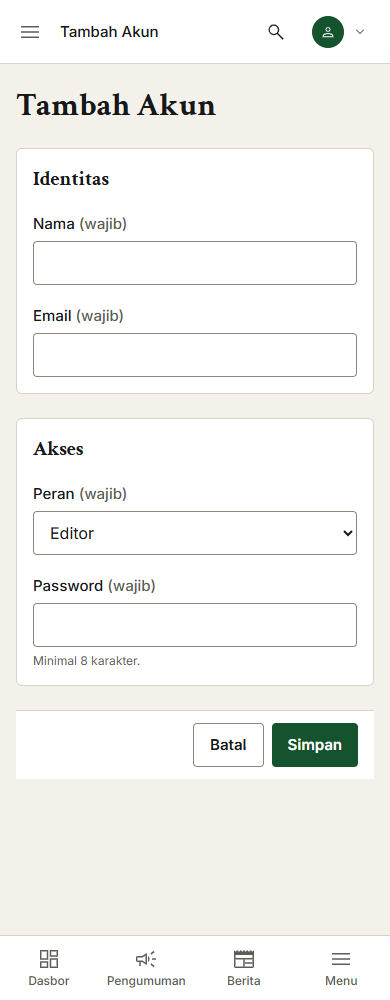 Tambah Akun
Tambah Akun
Identitas
Nama (wajib)
Email (wajib)
Akses
Peran (wajib)
Editor
Password (wajib)
Minimal 8 karakter.
Batal Simpan
Dasbor Pengumuman Berita Menu